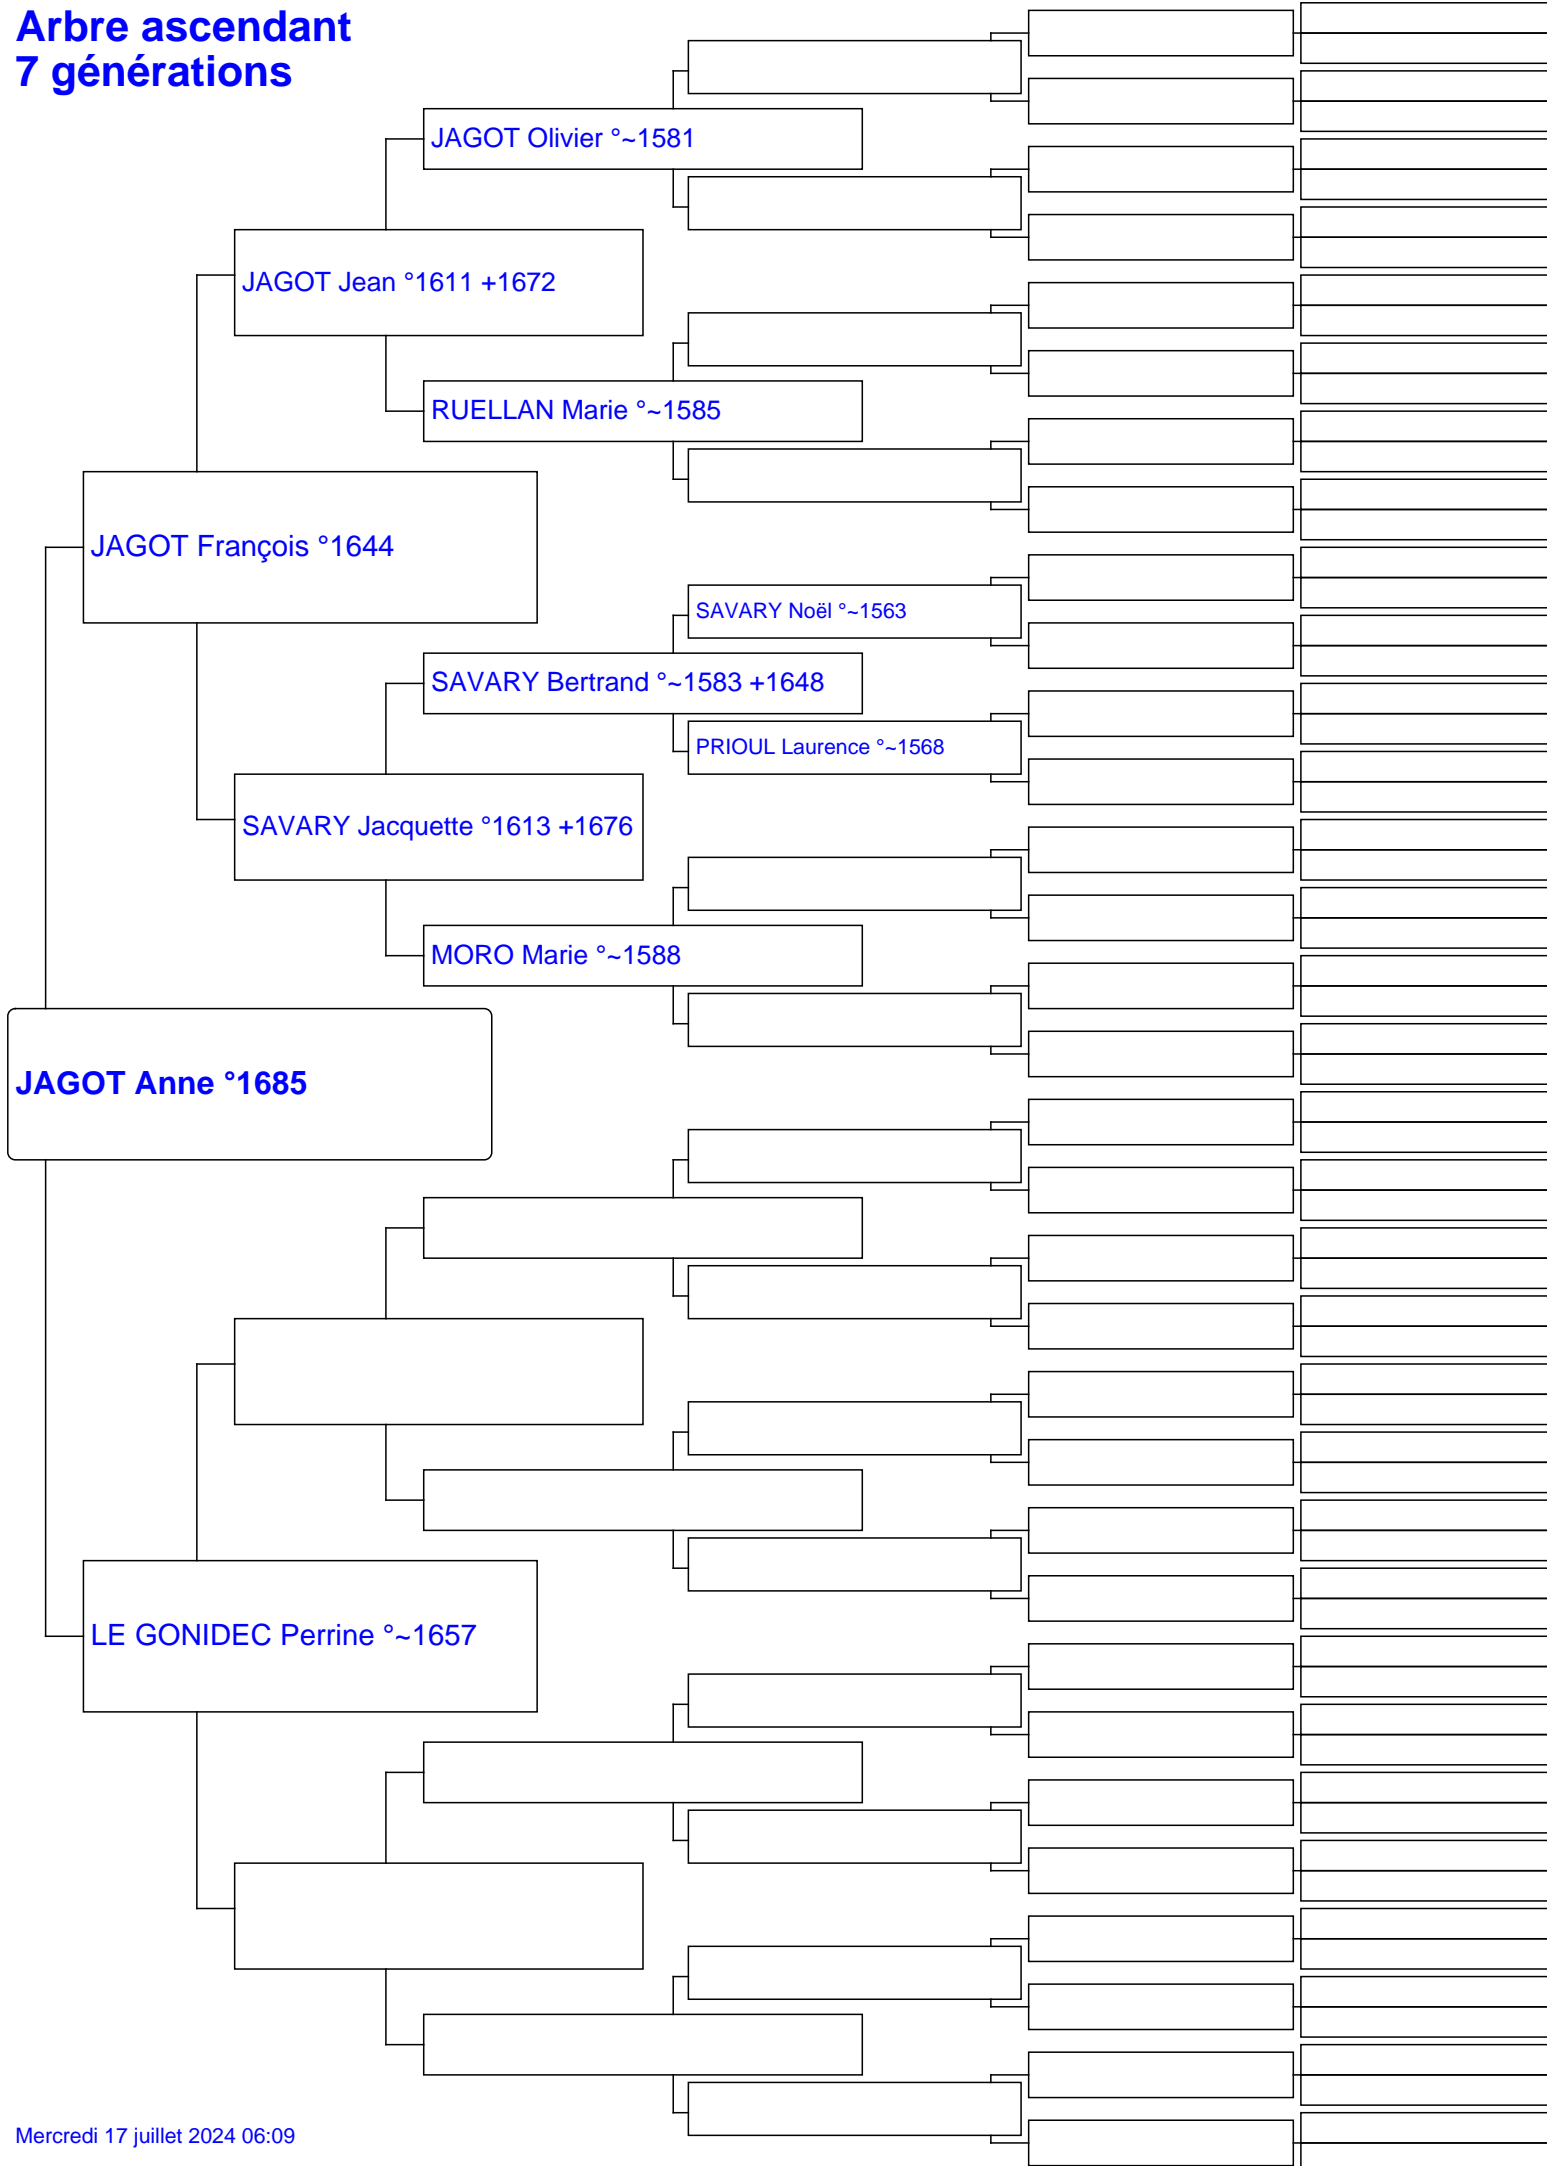 Arbre ascendant
7 générations
JAGOT Olivier °~1581
JAGOT Jean °1611 +1672
RUELLAN Marie °~1585
JAGOT François °1644
SAVARY Noël °~1563
SAVARY Bertrand °~1583 +1648
PRIOUL Laurence °~1568
SAVARY Jacquette °1613 +1676
MORO Marie °~1588
JAGOT Anne °1685
LE GONIDEC Perrine °~1657
Mercredi 17 juillet 2024 06:09